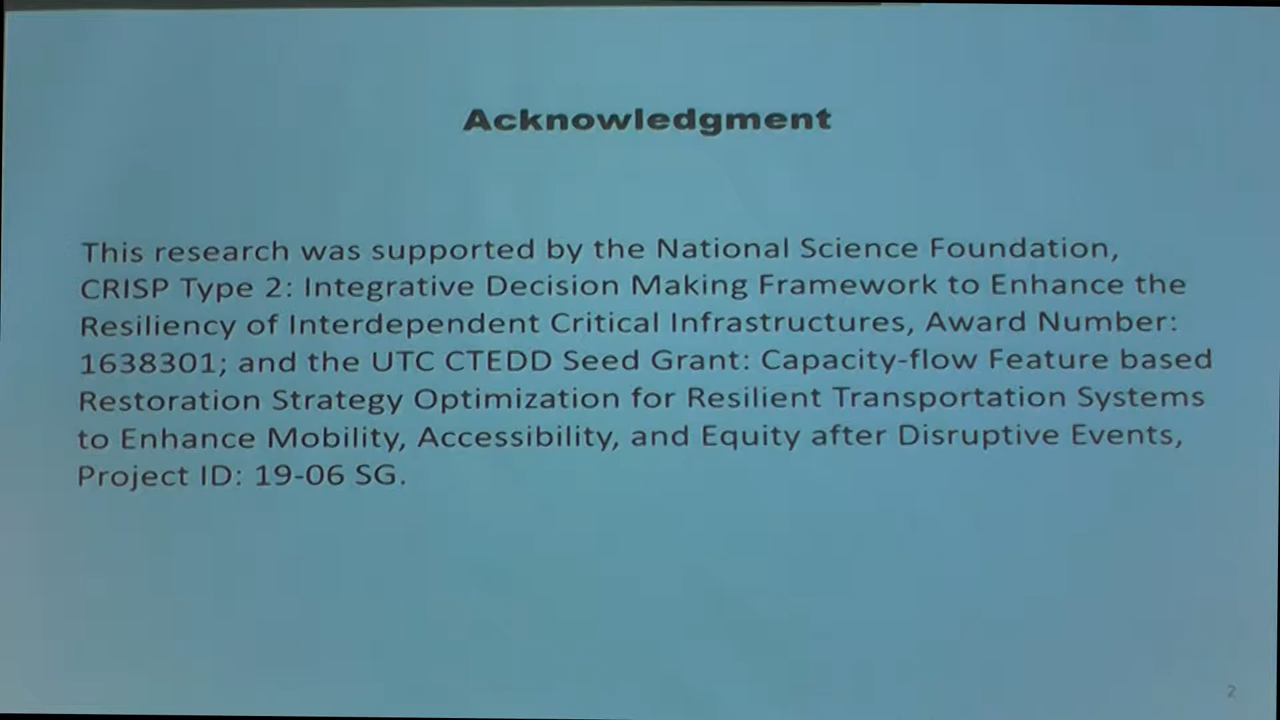 Acknowledgment
This research was supported by the National Science Foundation,
CRISP Type 2: Integrative Decision Making Framework to Enhance the
Resiliency of Interdependent Critical Infrastructures, Award Number:
1638301; and the UTC CTEDD Seed Grant: Capacity-flow Feature based
Restoration Strategy Optimization for Resilient Transportation Systems
to Enhance Mobility, Accessibility, and Equity after Disruptive Events,
Project ID: 19-06 SG.
2